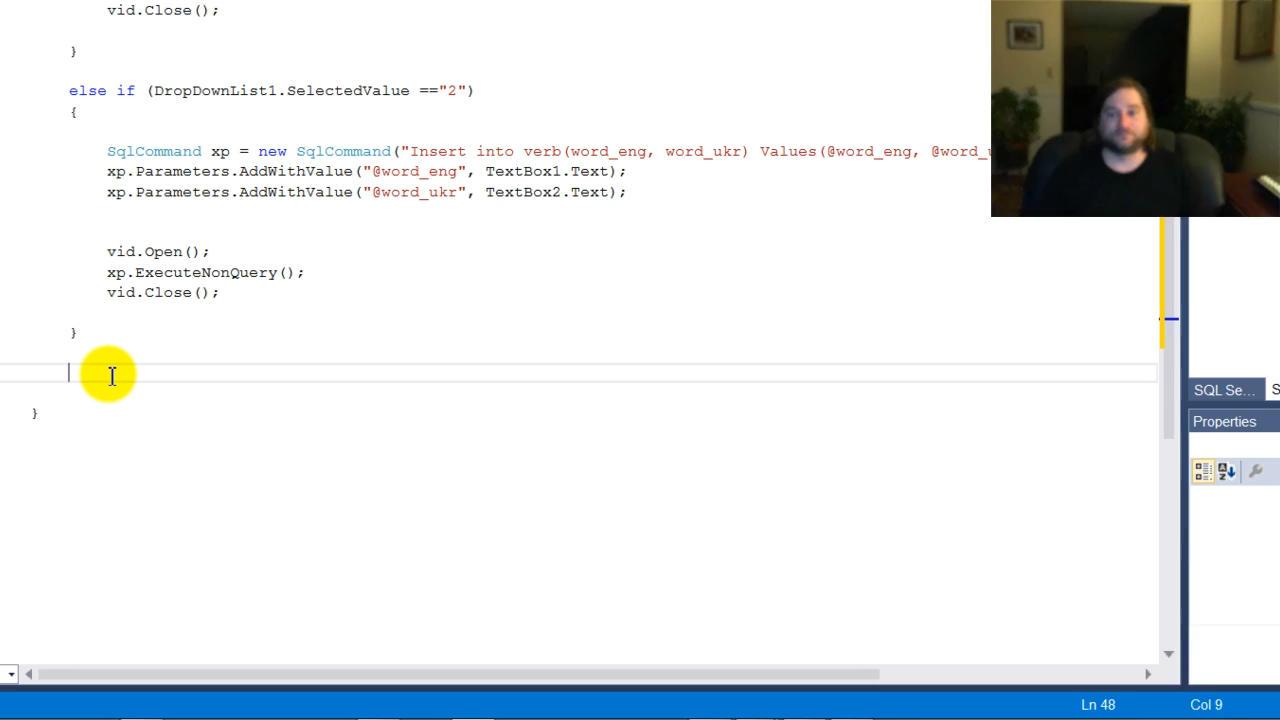 vid.Close();
}
else if (DropDownList1.SelectedValue =="2")
{
SqlCommand xp = new SqlCommand("Insert into verb(word_eng, word_ukr) Values(@word_eng, @word_u
xp.Parameters.AddWithValue("@word_eng", TextBox1.Text);
xp.Parameters.AddWithValue("@word_ukr", TextBox2.Text);
vid.Open();
xp.ExecuteNonQuery();
vid.Close();
}
}
SQL Se... S
Properties
Ln 48 Col 9